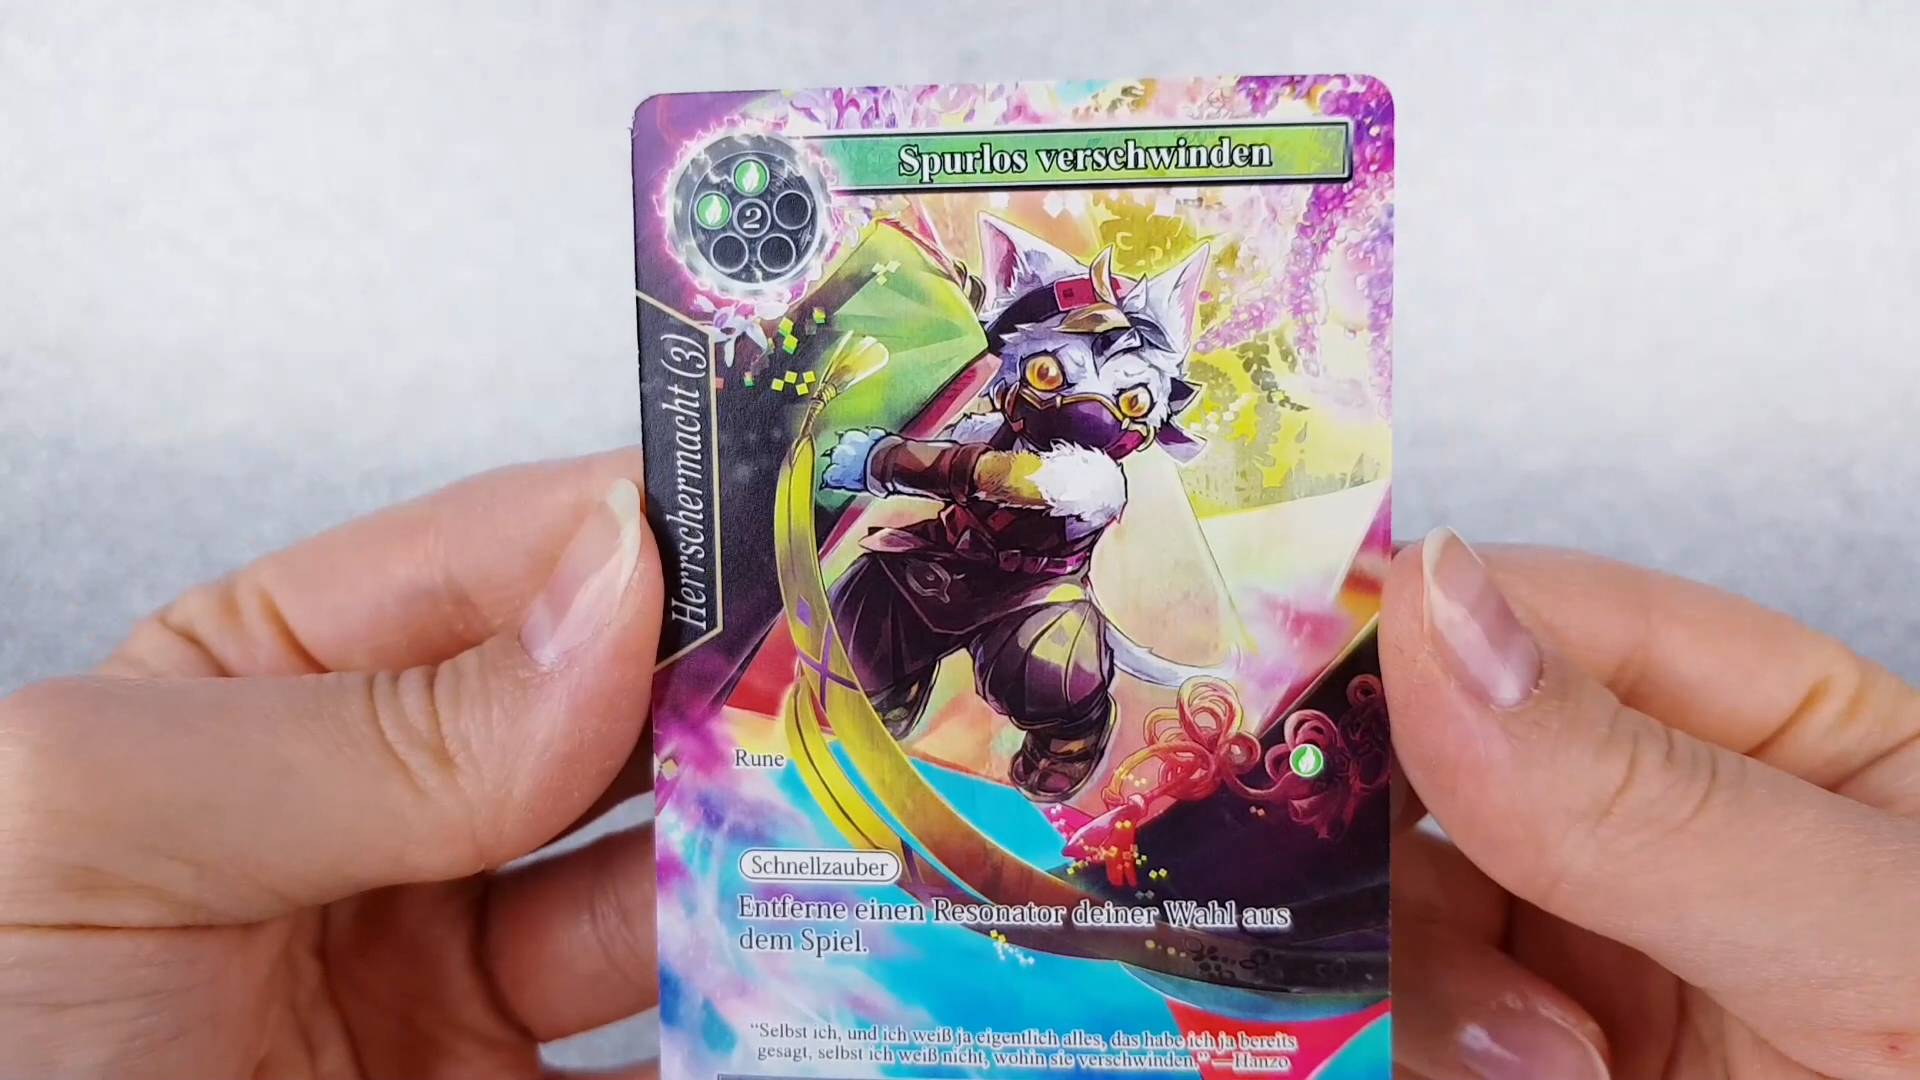 Spurlos verschwinden
2
Herrschermacht (3)
Rune
Schnellzauber
Entferne einen Resonator deiner Wahl aus
dem Spiel.
“Selbst ich, und ich weiß ja eigentlich alles, das habe ich ja bereits
gesagt, selbst ich weiß nicht, wohin sie verschwinden.” —Hanzo